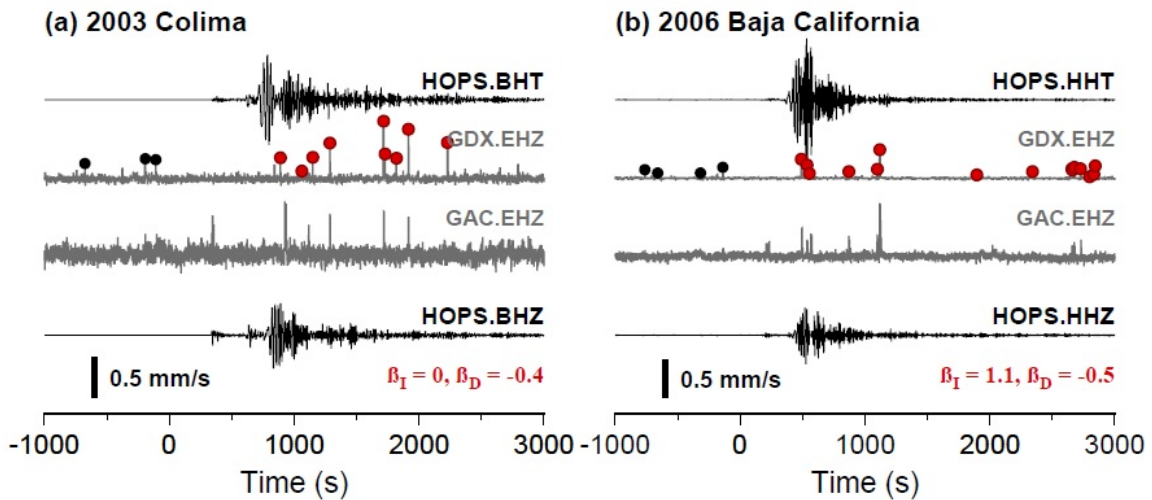 (a) 2003 Colima
HOPS.BHT
GDX.EHZ
GAC.EHZ
HOPS.BHZ
0.5 mm/s
ßI = 0, ßD = -0.4
-1000 0 1000 2000 3000
Time (s)
(b) 2006 Baja California
HOPS.HHT
GDX.EHZ
GAC.EHZ
HOPS.HHZ
0.5 mm/s
ßI = 1.1, ßD = -0.5
-1000 0 1000 2000 3000
Time (s)